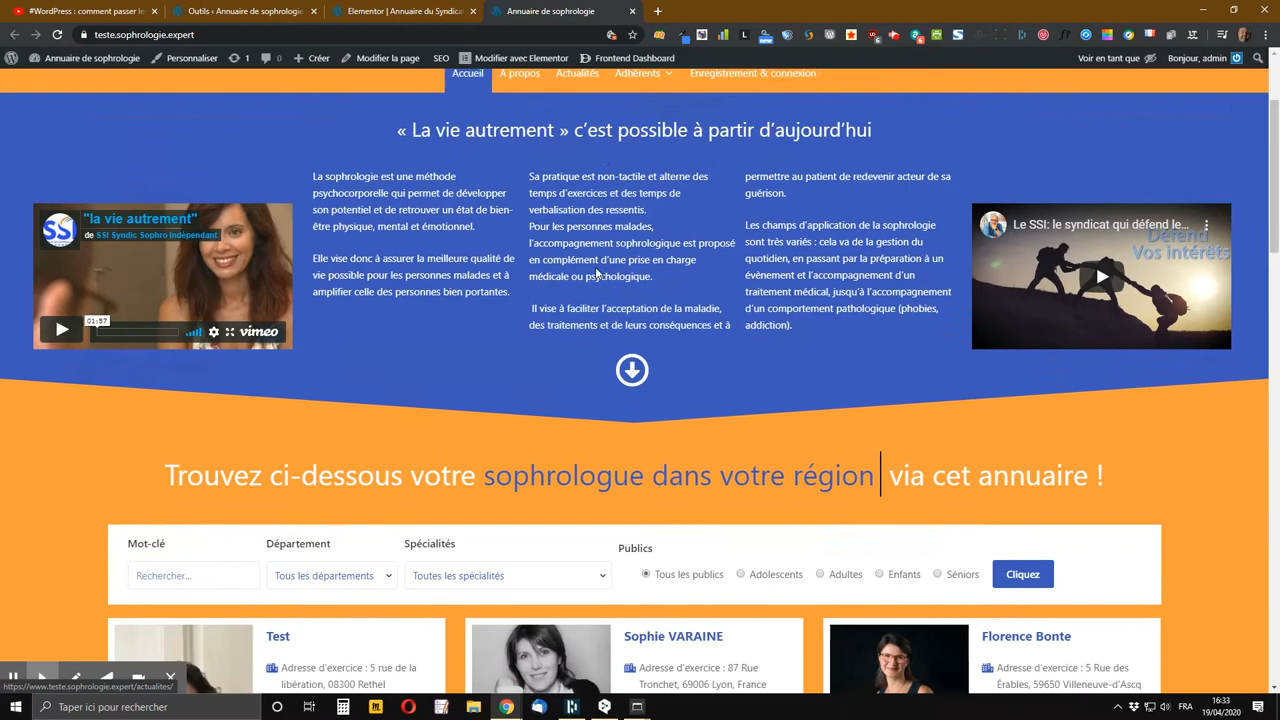 #WordPress : comment passer les
Outils ‹ Annuaire de sophrologie
Elementor | Annuaire de sophrologie
Annuaire de sophrologie
teste.sophrologie.expert
Annuaire de sophrologie
Personnaliser
1
0
Créer
Modifier la page
SEO
Modifier avec Elementor
Frontend Dashboard
Voir en tant que
Bonjour, admin
Accueil
A propos
Actualités
Adhérents
Enregistrement & connexion
« La vie autrement » c’est possible à partir d’aujourd’hui
La sophrologie est une méthode
psychocorporelle qui permet de développer
son potentiel et de retrouver un état de bien-
être physique, mental et émotionnel.
Elle vise donc à assurer la meilleure qualité de
vie possible pour les personnes malades et à
amplifier celle des personnes bien portantes.
Sa pratique est non-tactile et alterne des
temps d’exercices et des temps de
verbalisation des ressentis.
Pour les personnes malades,
l’accompagnement sophrologique est proposé
en complément d’une prise en charge
médicale ou psychologique.
Il vise à faciliter l’acceptation de la maladie,
des traitements et de leurs conséquences et à
permettre au patient de redevenir acteur de sa
guérison.
Les champs d’application de la sophrologie
sont très variés : cela va de la gestion du
quotidien, en passant par la préparation à un
évènement et l’accompagnement d’un
traitement médical, jusqu’à l’accompagnement
d’un comportement pathologique (phobies,
addiction).
SSI
"la vie autrement"
de SSI Syndic Sophro Indépendant
01:57
vimeo
Le SSI: le syndicat qui défend le...
Défend
Vos intérêts
Trouvez ci-dessous votre sophrologue dans votre région via cet annuaire !
Mot-clé
Département
Spécialités
Publics
Rechercher...
Tous les départements
Toutes les spécialités
Tous les publics
Adolescents
Adultes
Enfants
Séniors
Cliquez
Test
Adresse d’exercice : 5 rue de la
libération, 08300 Rethel
Sophie VARAINE
Adresse d’exercice : 87 Rue
Tronchet, 69006 Lyon, France
Florence Bonte
Adresse d’exercice : 5 Rue des
Érables, 59650 Villeneuve-d’Ascq
https://www.teste.sophrologie.expert/actualites/
Taper ici pour rechercher
FRA
16:33
19/04/2020